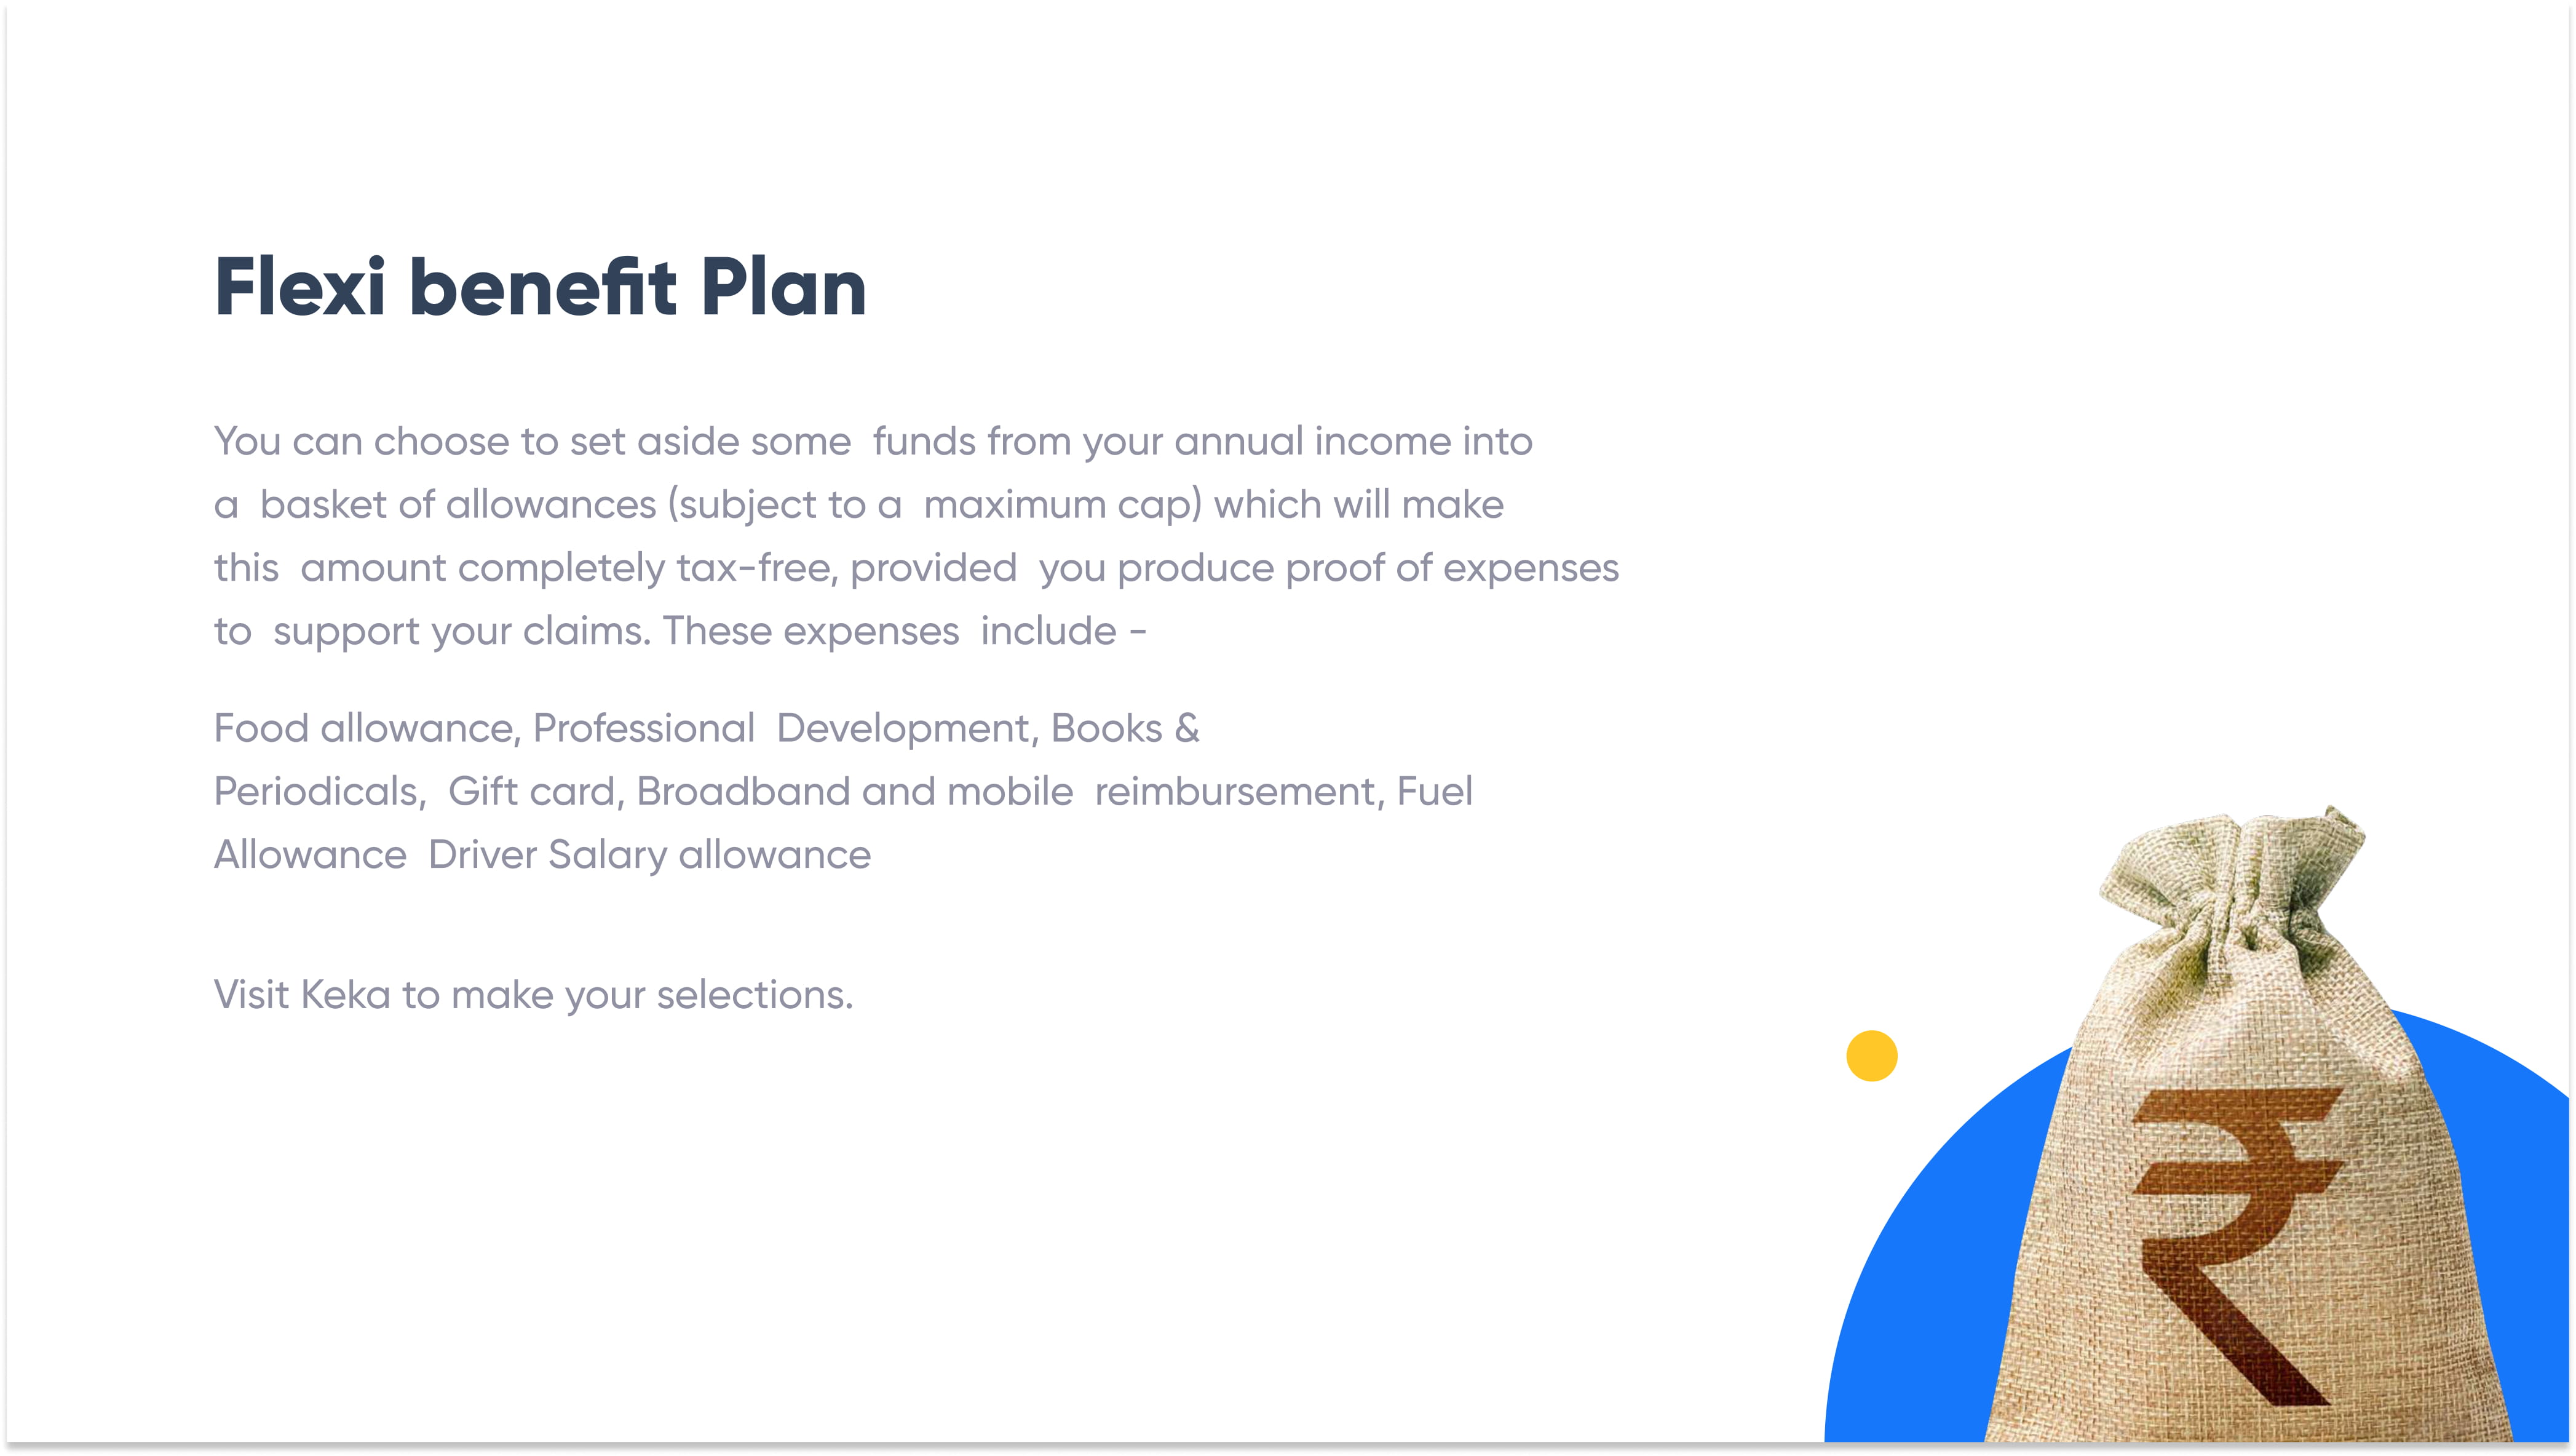 Flexi benefit Plan
You can choose to set aside some  funds from your annual income into
a  basket of allowances (subject to a  maximum cap) which will make
this  amount completely tax-free, provided  you produce proof of expenses
to  support your claims. These expenses  include -
Food allowance, Professional  Development, Books &
Periodicals,  Gift card, Broadband and mobile  reimbursement, Fuel
Allowance  Driver Salary allowance
Visit Keka to make your selections.
₹